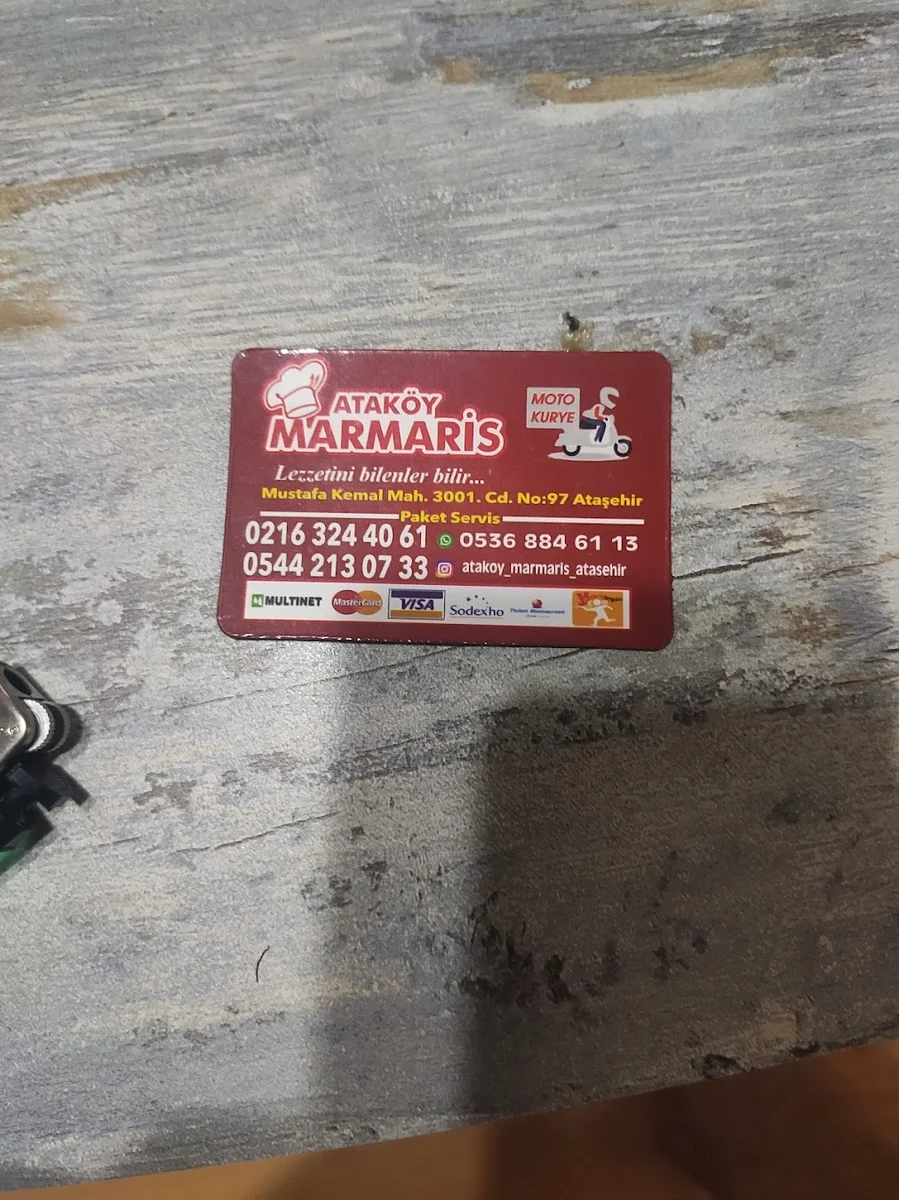 ATAKÖY
MARMARİS
MOTO
KURYE
Lezzetini bilenler bilir...
Mustafa Kemal Mah. 3001. Cd. No:97 Ataşehir
Paket Servis
0216 324 40 61 0536 884 61 13
0544 213 07 33 atakoy_marmaris_atasehir
MULTINET MasterCard VISA Sodexho Ticket Restaurant